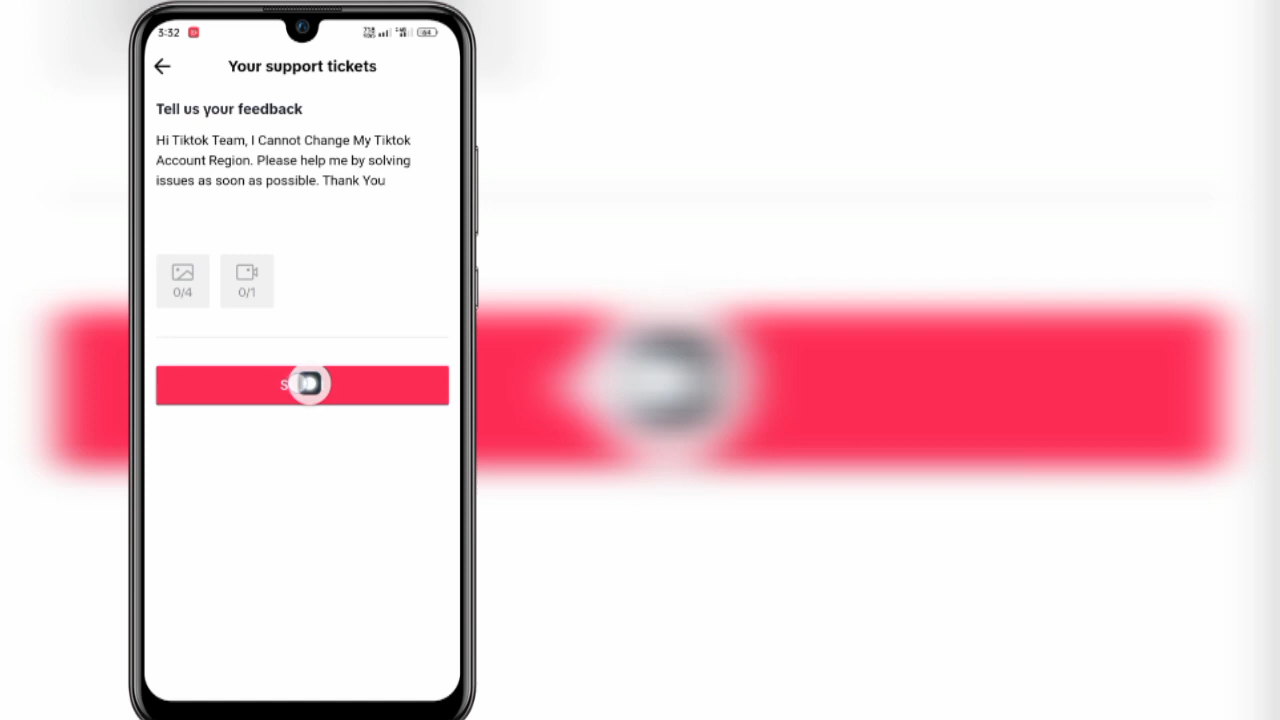 3:32
Your support tickets
Tell us your feedback
Hi Tiktok Team, I Cannot Change My Tiktok
Account Region. Please help me by solving
issues as soon as possible. Thank You
0/4
0/1